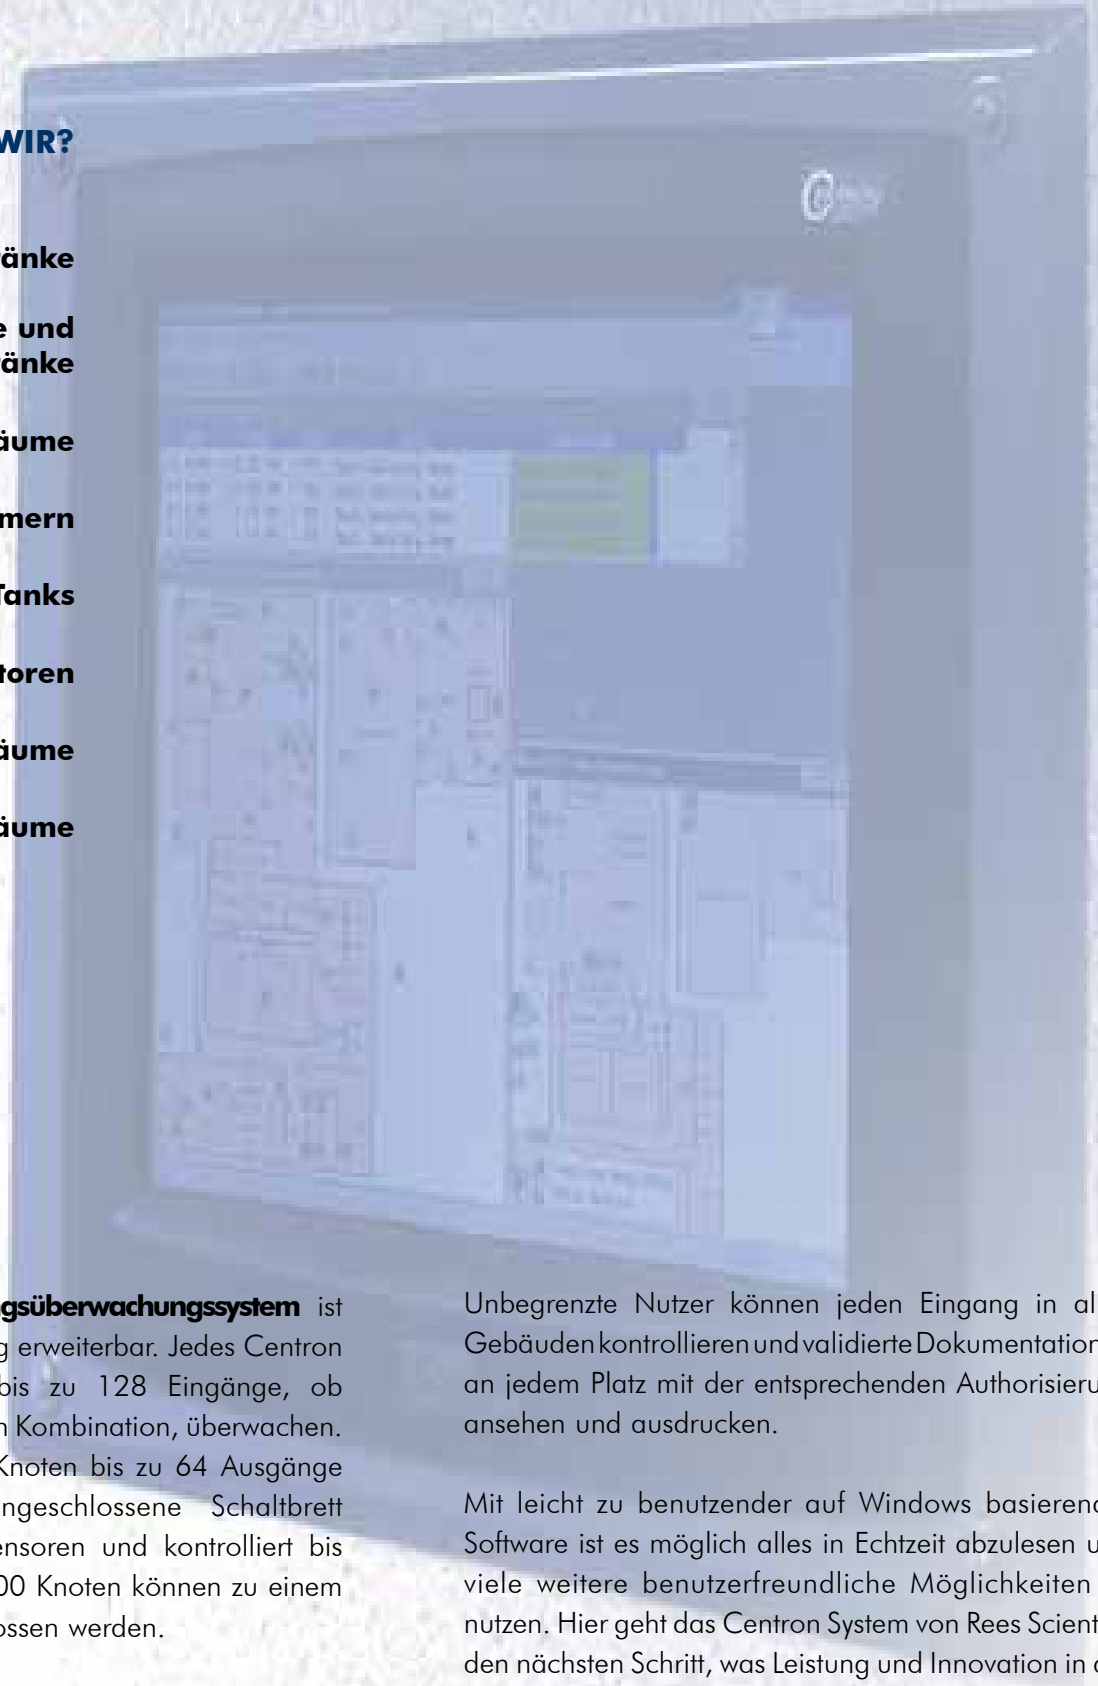 WIR?
änke
e und
änke
äume
mern
Tanks
toren
äume
äume
gsüberwachungssystem ist
g erweiterbar. Jedes Centron
bis zu 128 Eingänge, ob
n Kombination, überwachen.
Knoten bis zu 64 Ausgänge
ngeschlossene Schaltbrett
ensoren und kontrolliert bis
00 Knoten können zu einem
ossen werden.
Unbegrenzte Nutzer können jeden Eingang in al
Gebäuden kontrollieren und validierte Dokumentation
an jedem Platz mit der entsprechenden Authorisieru
ansehen und ausdrucken.
Mit leicht zu benutzender auf Windows basierend
Software ist es möglich alles in Echtzeit abzulesen u
viele weitere benutzerfreundliche Möglichkeiten
nutzen. Hier geht das Centron System von Rees Scient
den nächsten Schritt, was Leistung und Innovation in d